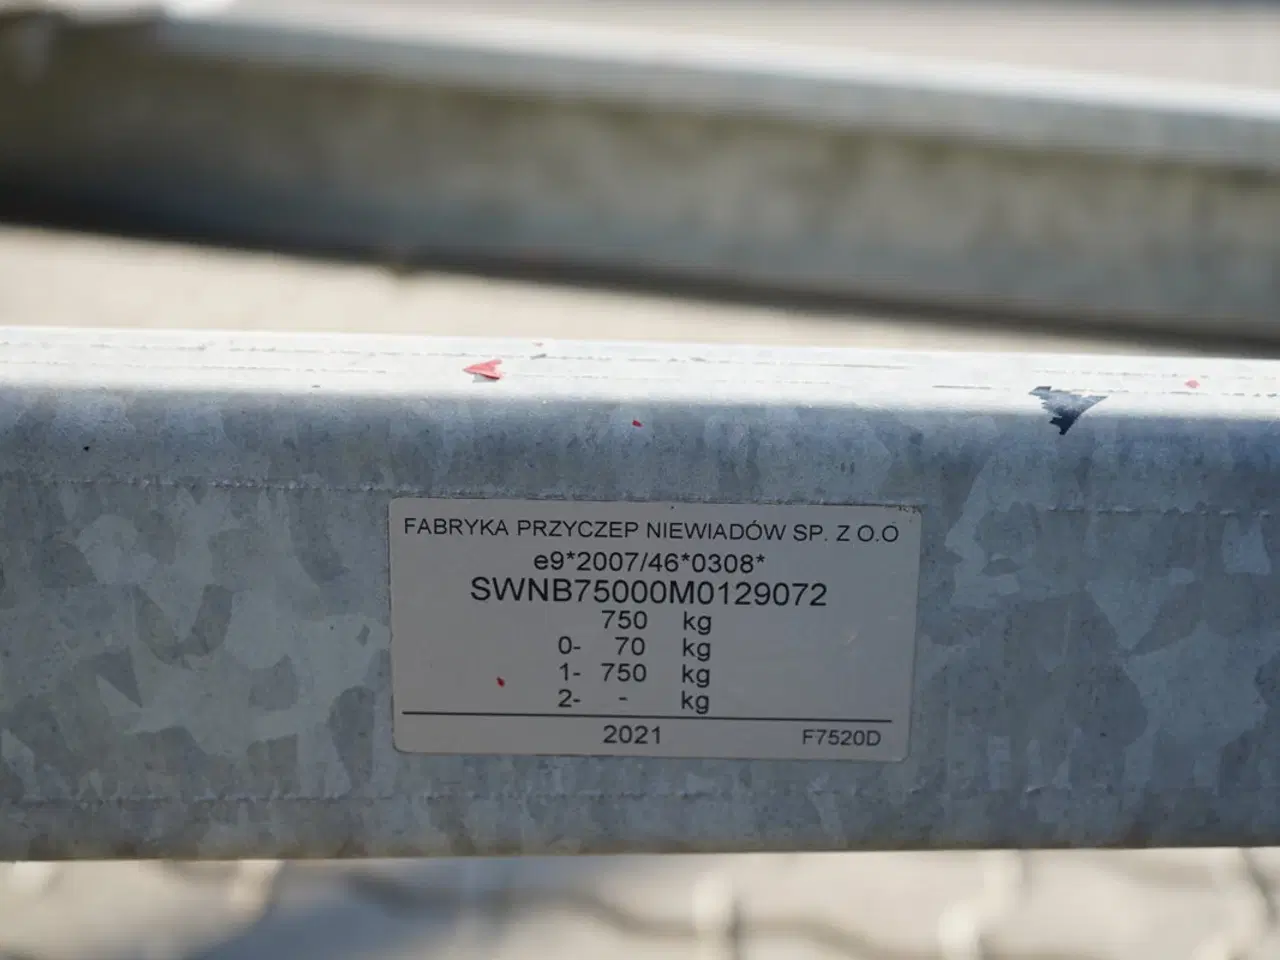 FABRYKA PRZYCZEP NIEWIADÓW SP. Z O.O
e9*2007/46*0308*
SWNB75000M0129072
750 kg
0- 70 kg
1- 750 kg
2- - kg
2021 F7520D